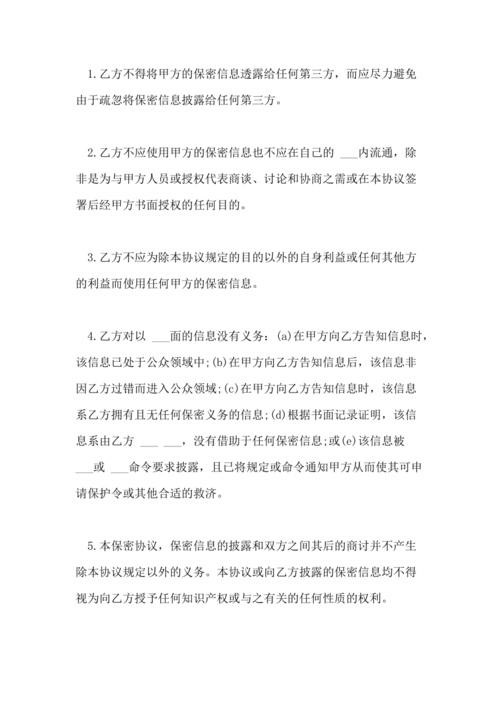 1.乙方不得将甲方的保密信息透露给任何第三方，而应尽力避免
由于疏忽将保密信息披露给任何第三方。
2.乙方不应使用甲方的保密信息也不应在自己的 ___内流通，除
非是为与甲方人员或授权代表商谈、讨论和协商之需或在本协议签
署后经甲方书面授权的任何目的。
3.乙方不应为除本协议规定的目的以外的自身利益或任何其他方
的利益而使用任何甲方的保密信息。
4.乙方对以 ___面的信息没有义务：(a)在甲方向乙方告知信息时，
该信息已处于公众领域中;(b)在甲方向乙方告知信息后，该信息非
因乙方过错而进入公众领域;(c)在甲方向乙方告知信息时，该信息
系乙方拥有且无任何保密义务的信息;(d)根据书面记录证明，该信
息系由乙方 ___ ___，没有借助于任何保密信息;或(e)该信息被
___或 ___命令要求披露，且已将规定或命令通知甲方从而使其可申
请保护令或其他合适的救济。
5.本保密协议，保密信息的披露和双方之间其后的商讨并不产生
除本协议规定以外的义务。本协议或向乙方披露的保密信息均不得
视为向乙方授予任何知识产权或与之有关的任何性质的权利。